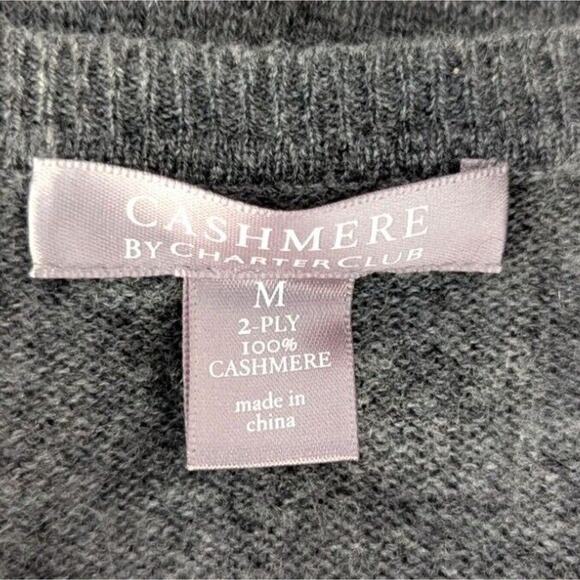 CASHMERE
BY CHARTER CLUB
M
2-PLY
100%
CASHMERE
made in
china